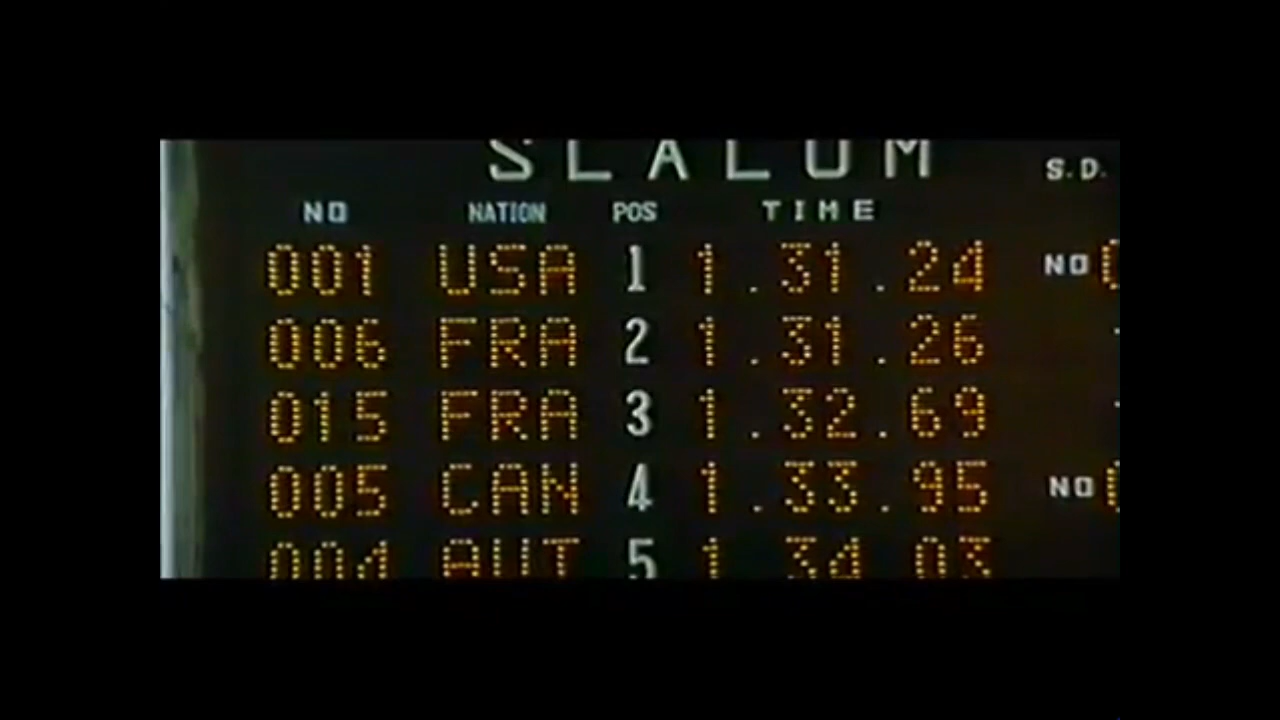 SLALOM
S.D.
NO NATION POS TIME
001 USA 1 1.31.24 NO
006 FRA 2 1.31.26
015 FRA 3 1.32.69
005 CAN 4 1.33.95 NO
004 AUT 5 1 34 03